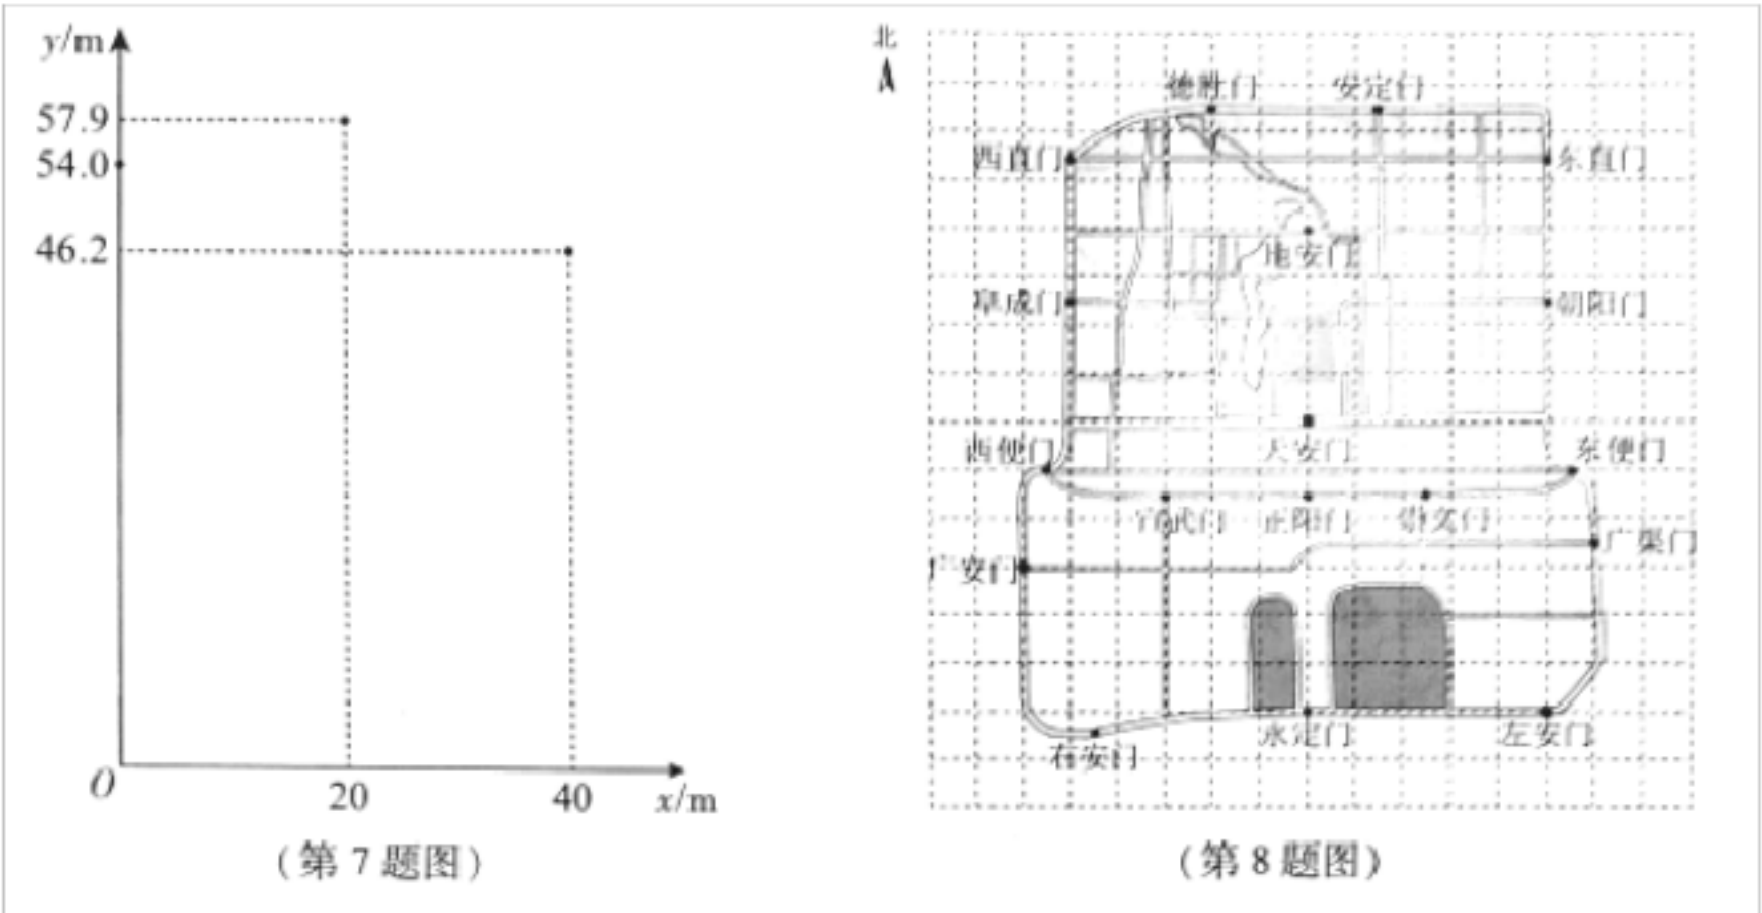 y/m
57.9
54.0
46.2
O
20
40
x/m
(第 7 题图)
北
德胜门
安定门
西直门
东直门
地安门
阜成门
朝阳门
西便门
天安门
东便门
宣武门
正阳门
崇文门
广安门
广渠门
右安门
永定门
左安门
(第 8 题图)